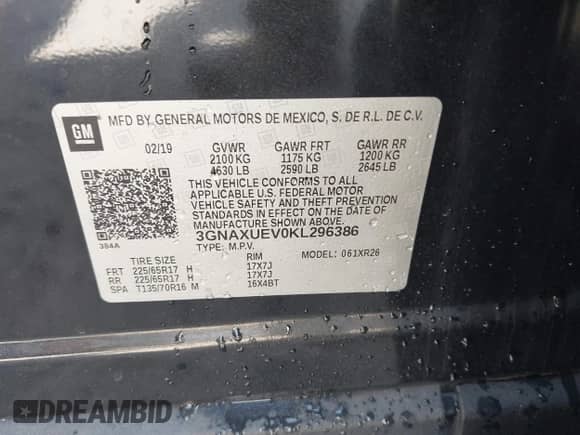 GM
MFD BY GENERAL MOTORS DE MEXICO, S. DE R.L. DE C.V.
02/19 GVWR GAWR FRT GAWR RR
2100 KG 1175 KG 1200 KG
4630 LB 2590 LB 2645 LB
THIS VEHICLE CONFORMS TO ALL
APPLICABLE U.S. FEDERAL MOTOR
VEHICLE SAFETY AND THEFT PREVENTION
STANDARDS IN EFFECT ON THE DATE OF
MANUFACTURE SHOWN ABOVE.
3GNAXUEV0KL296386
384A TYPE: M.P.V.
TIRE SIZE RIM MODEL: 061XR26
FRT 225/65R17 H 17X7J
RR 225/65R17 H 17X7J
SPA T135/70R16 M 16X4BT
DREAMBID